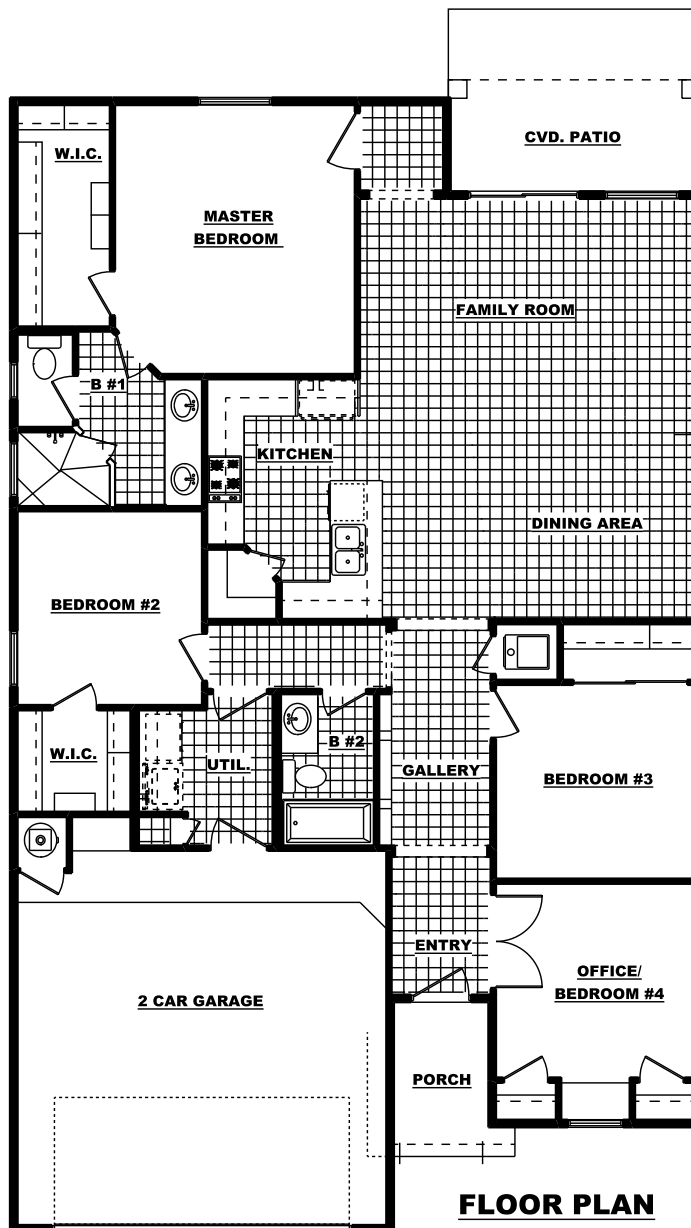 CVD. PATIO
W.I.C.
MASTER
BEDROOM
FAMILY ROOM
B #1
KITCHEN
DINING AREA
BEDROOM #2
W.I.C.
UTIL.
B #2
GALLERY
BEDROOM #3
ENTRY
OFFICE/
BEDROOM #4
2 CAR GARAGE
PORCH
FLOOR PLAN